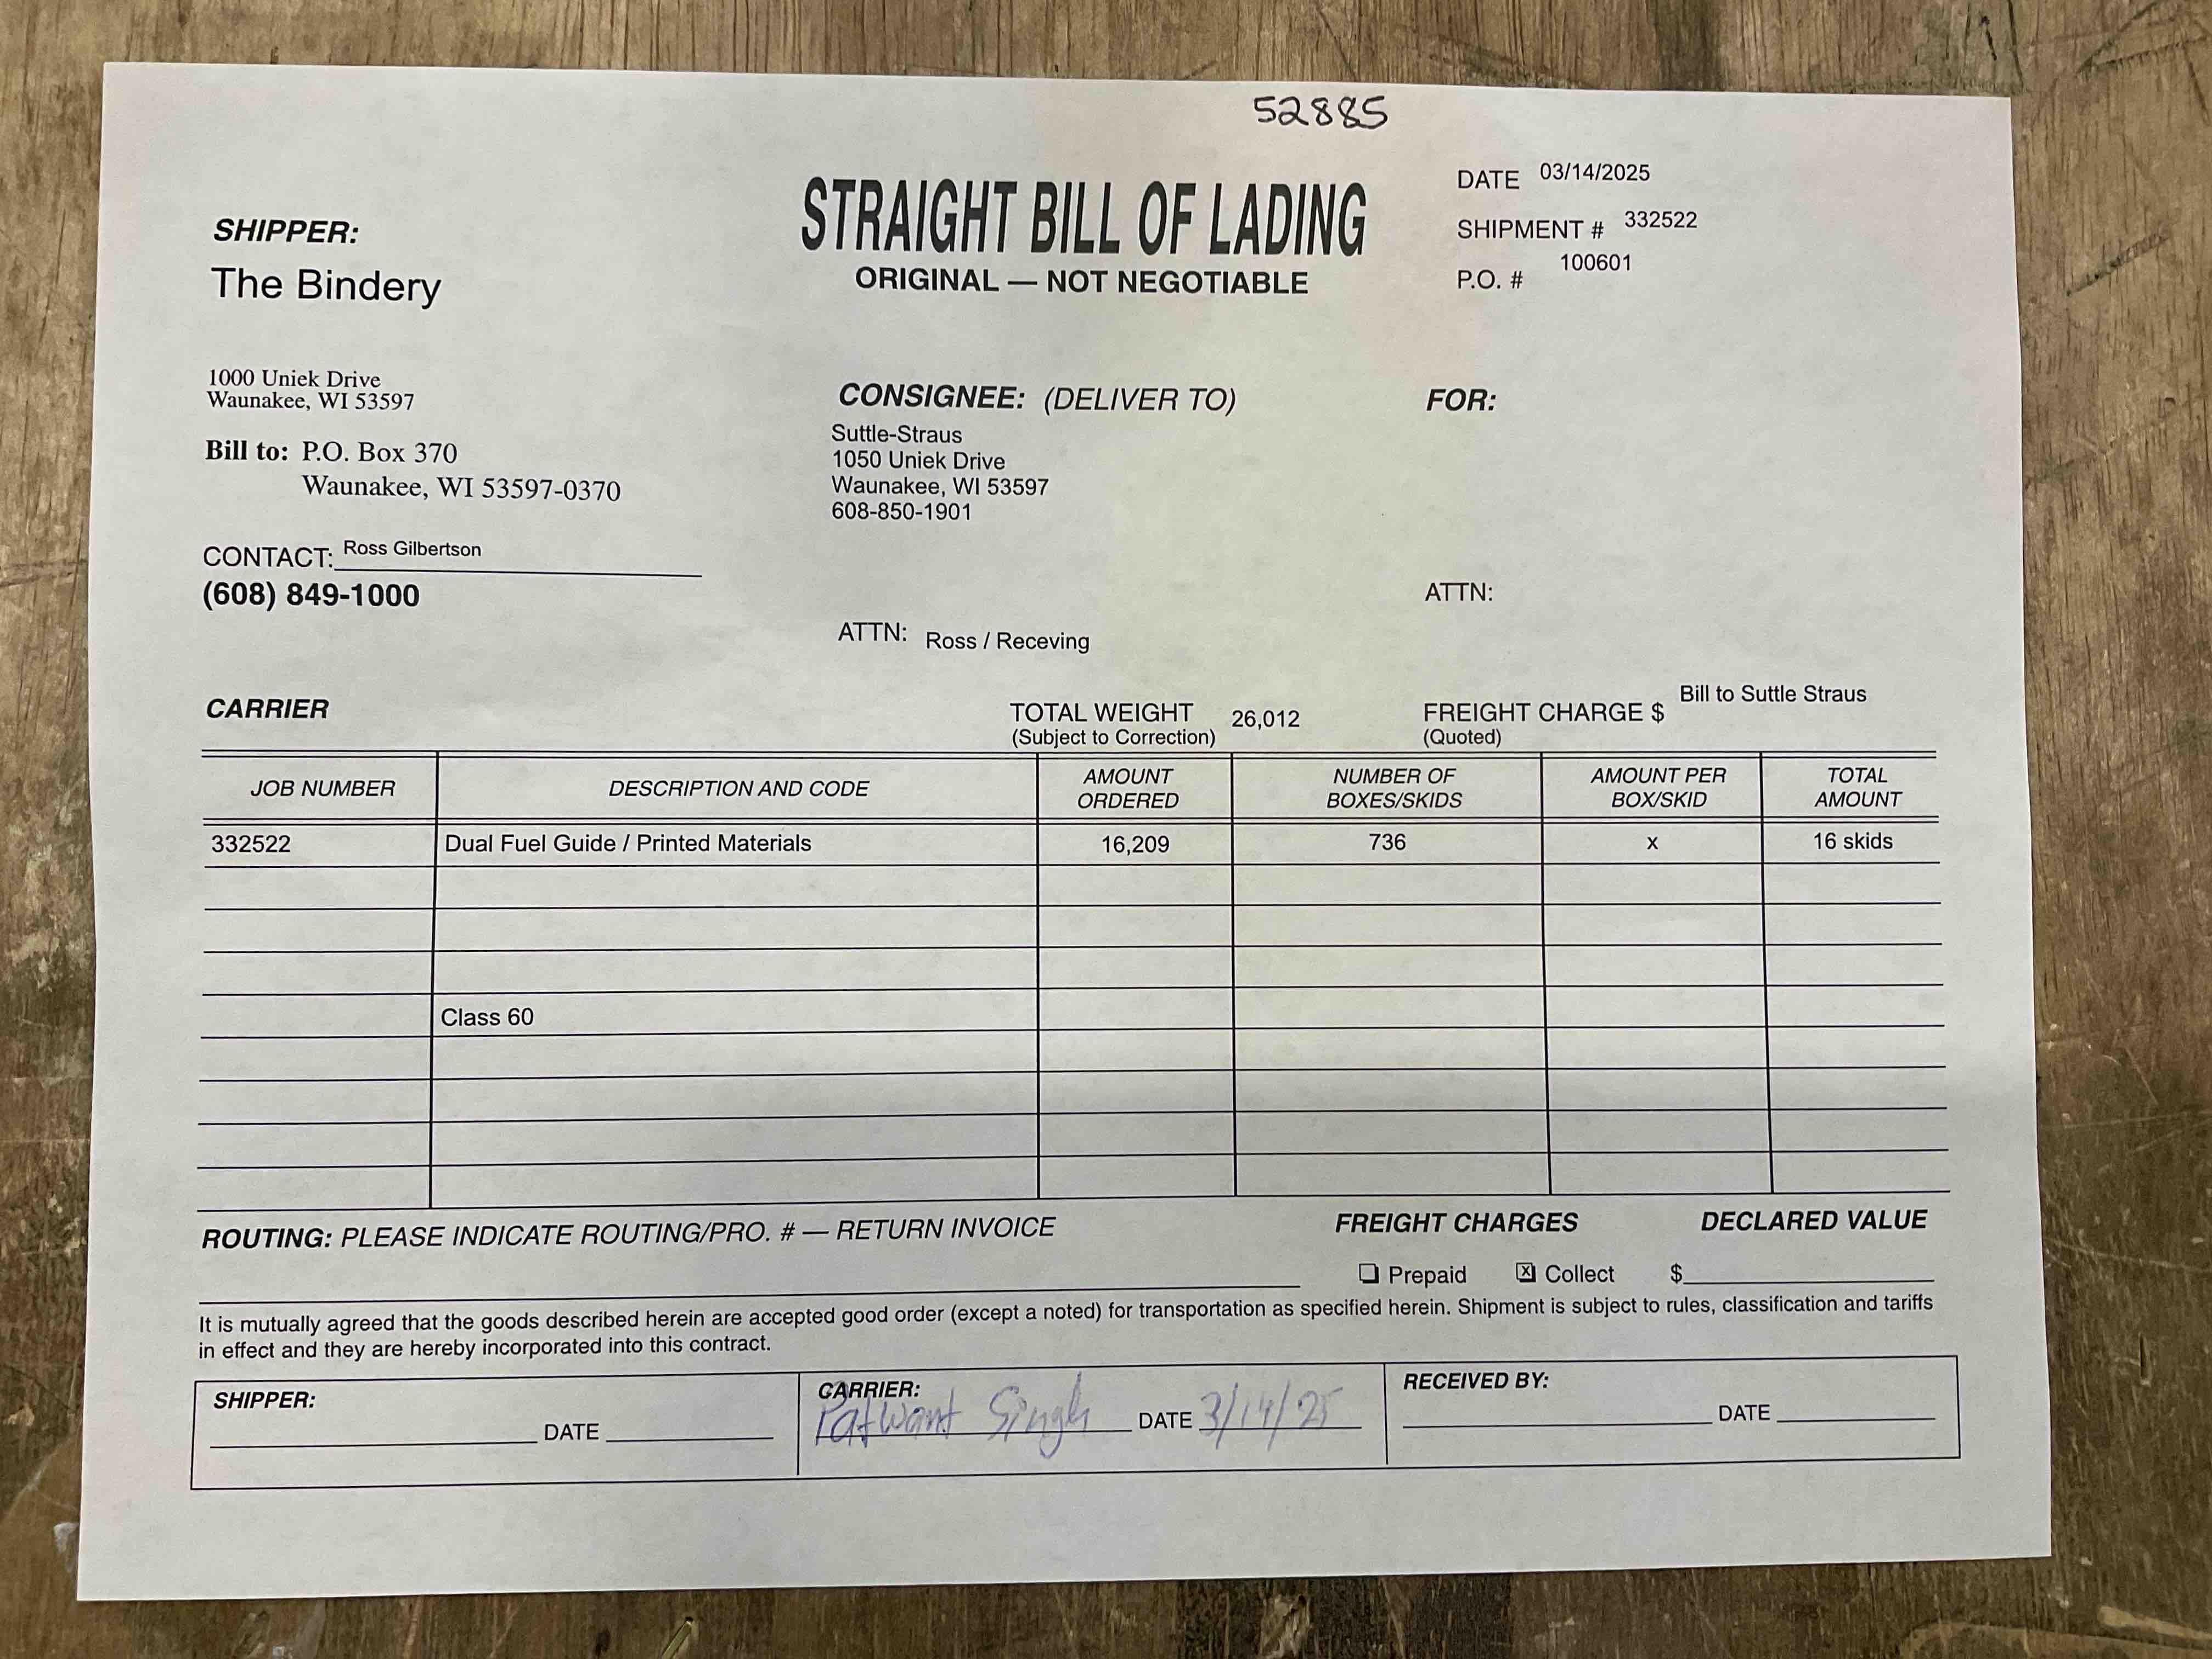 52885
STRAIGHT BILL OF LADING
ORIGINAL — NOT NEGOTIABLE
DATE 03/14/2025
SHIPMENT # 332522
P.O. # 100601
SHIPPER:
The Bindery
1000 Uniek Drive
Waunakee, WI 53597
Bill to: P.O. Box 370
Waunakee, WI 53597-0370
CONTACT: Ross Gilbertson
(608) 849-1000
CONSIGNEE: (DELIVER TO)
Suttle-Straus
1050 Uniek Drive
Waunakee, WI 53597
608-850-1901
ATTN: Ross / Receving
FOR:
ATTN:
CARRIER
TOTAL WEIGHT 26,012
(Subject to Correction)
FREIGHT CHARGE $ Bill to Suttle Straus
(Quoted)
JOB NUMBER DESCRIPTION AND CODE AMOUNT ORDERED NUMBER OF BOXES/SKIDS AMOUNT PER BOX/SKID TOTAL AMOUNT
332522 Dual Fuel Guide / Printed Materials 16,209 736 x 16 skids
Class 60
ROUTING: PLEASE INDICATE ROUTING/PRO. # — RETURN INVOICE
FREIGHT CHARGES DECLARED VALUE
Prepaid x Collect $
It is mutually agreed that the goods described herein are accepted good order (except a noted) for transportation as specified herein. Shipment is subject to rules, classification and tariffs
in effect and they are hereby incorporated into this contract.
SHIPPER: DATE
CARRIER: Patwant Singh DATE 3/14/25
RECEIVED BY: DATE